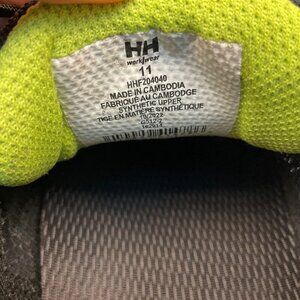 HH
workwear
11
HHF204040
MADE IN CAMBODIA
FABRIQUÉ AU CAMBODGE
SYNTHETIC UPPER
TIGE EN MATIÈRE SYNTHÉTIQUE